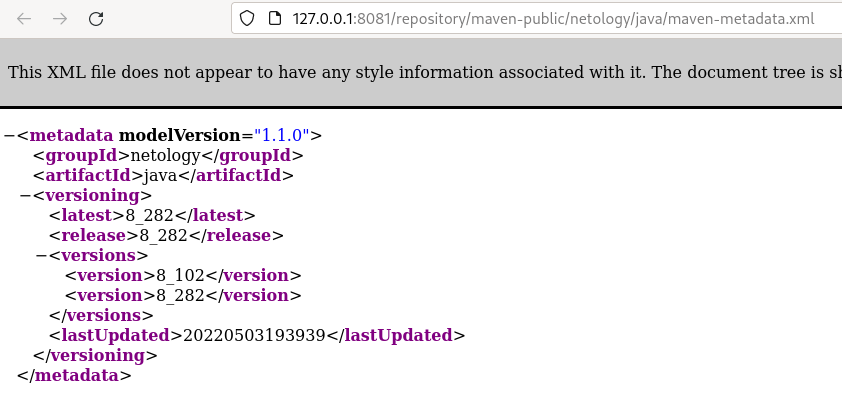 127.0.0.1:8081/repository/maven-public/netology/java/maven-metadata.xml
This XML file does not appear to have any style information associated with it. The document tree is
−<metadata modelVersion="1.1.0">
<groupId>netology</groupId>
<artifactId>java</artifactId>
−<versioning>
<latest>8_282</latest>
<release>8_282</release>
−<versions>
<version>8_102</version>
<version>8_282</version>
</versions>
<lastUpdated>20220503193939</lastUpdated>
</versioning>
</metadata>